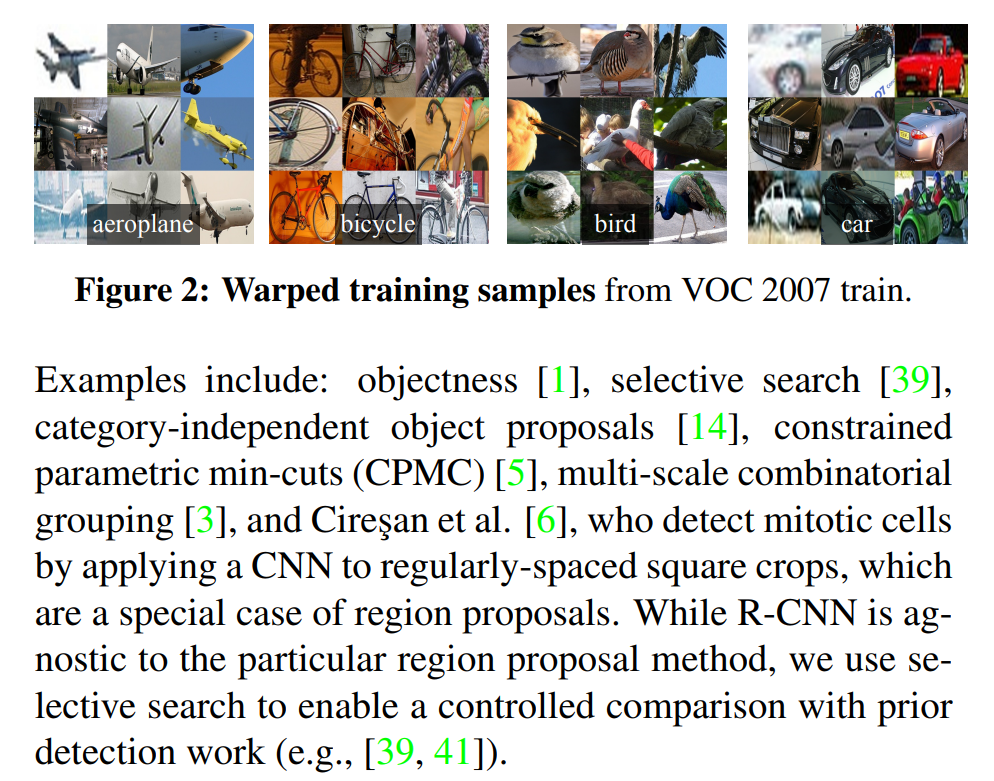 aeroplane
bicycle
bird
car
Figure 2: Warped training samples from VOC 2007 train.
Examples include: objectness [1], selective search [39],
category-independent object proposals [14], constrained
parametric min-cuts (CPMC) [5], multi-scale combinatorial
grouping [3], and Cireşan et al. [6], who detect mitotic cells
by applying a CNN to regularly-spaced square crops, which
are a special case of region proposals. While R-CNN is ag-
nostic to the particular region proposal method, we use se-
lective search to enable a controlled comparison with prior
detection work (e.g., [39, 41]).